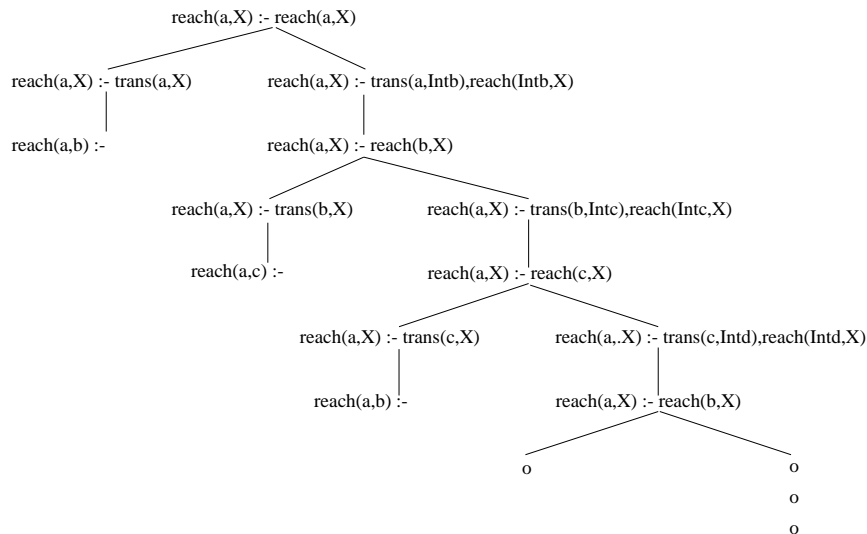 reach(a,X) :- reach(a,X)
reach(a,X) :- trans(a,X)
reach(a,X) :- trans(a,Intb),reach(Intb,X)
reach(a,b) :-
reach(a,X) :- reach(b,X)
reach(a,X) :- trans(b,X)
reach(a,X) :- trans(b,Intc),reach(Intc,X)
reach(a,c) :-
reach(a,X) :- reach(c,X)
reach(a,X) :- trans(c,X)
reach(a,.X) :- trans(c,Intd),reach(Intd,X)
reach(a,b) :-
reach(a,X) :- reach(b,X)
o
o
o
o